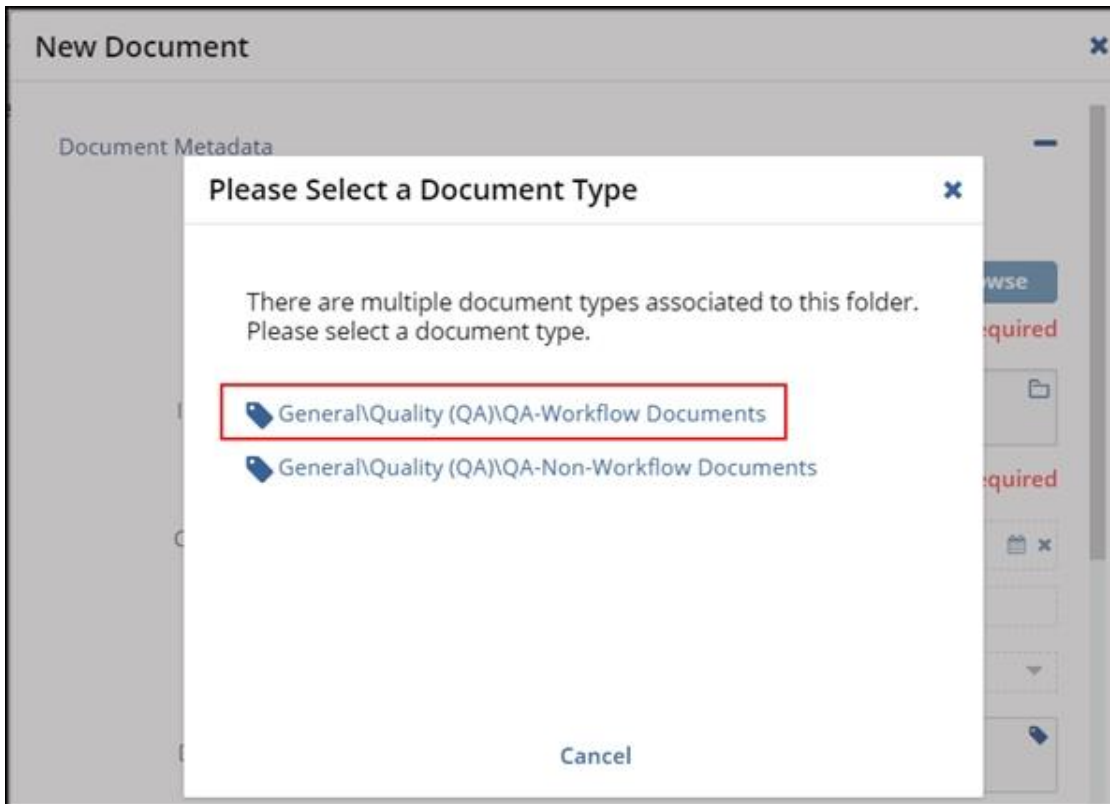 New Document
Document Metadata
Please Select a Document Type
There are multiple document types associated to this folder.
Please select a document type.
General\Quality (QA)\QA-Workflow Documents
General\Quality (QA)\QA-Non-Workflow Documents
Cancel